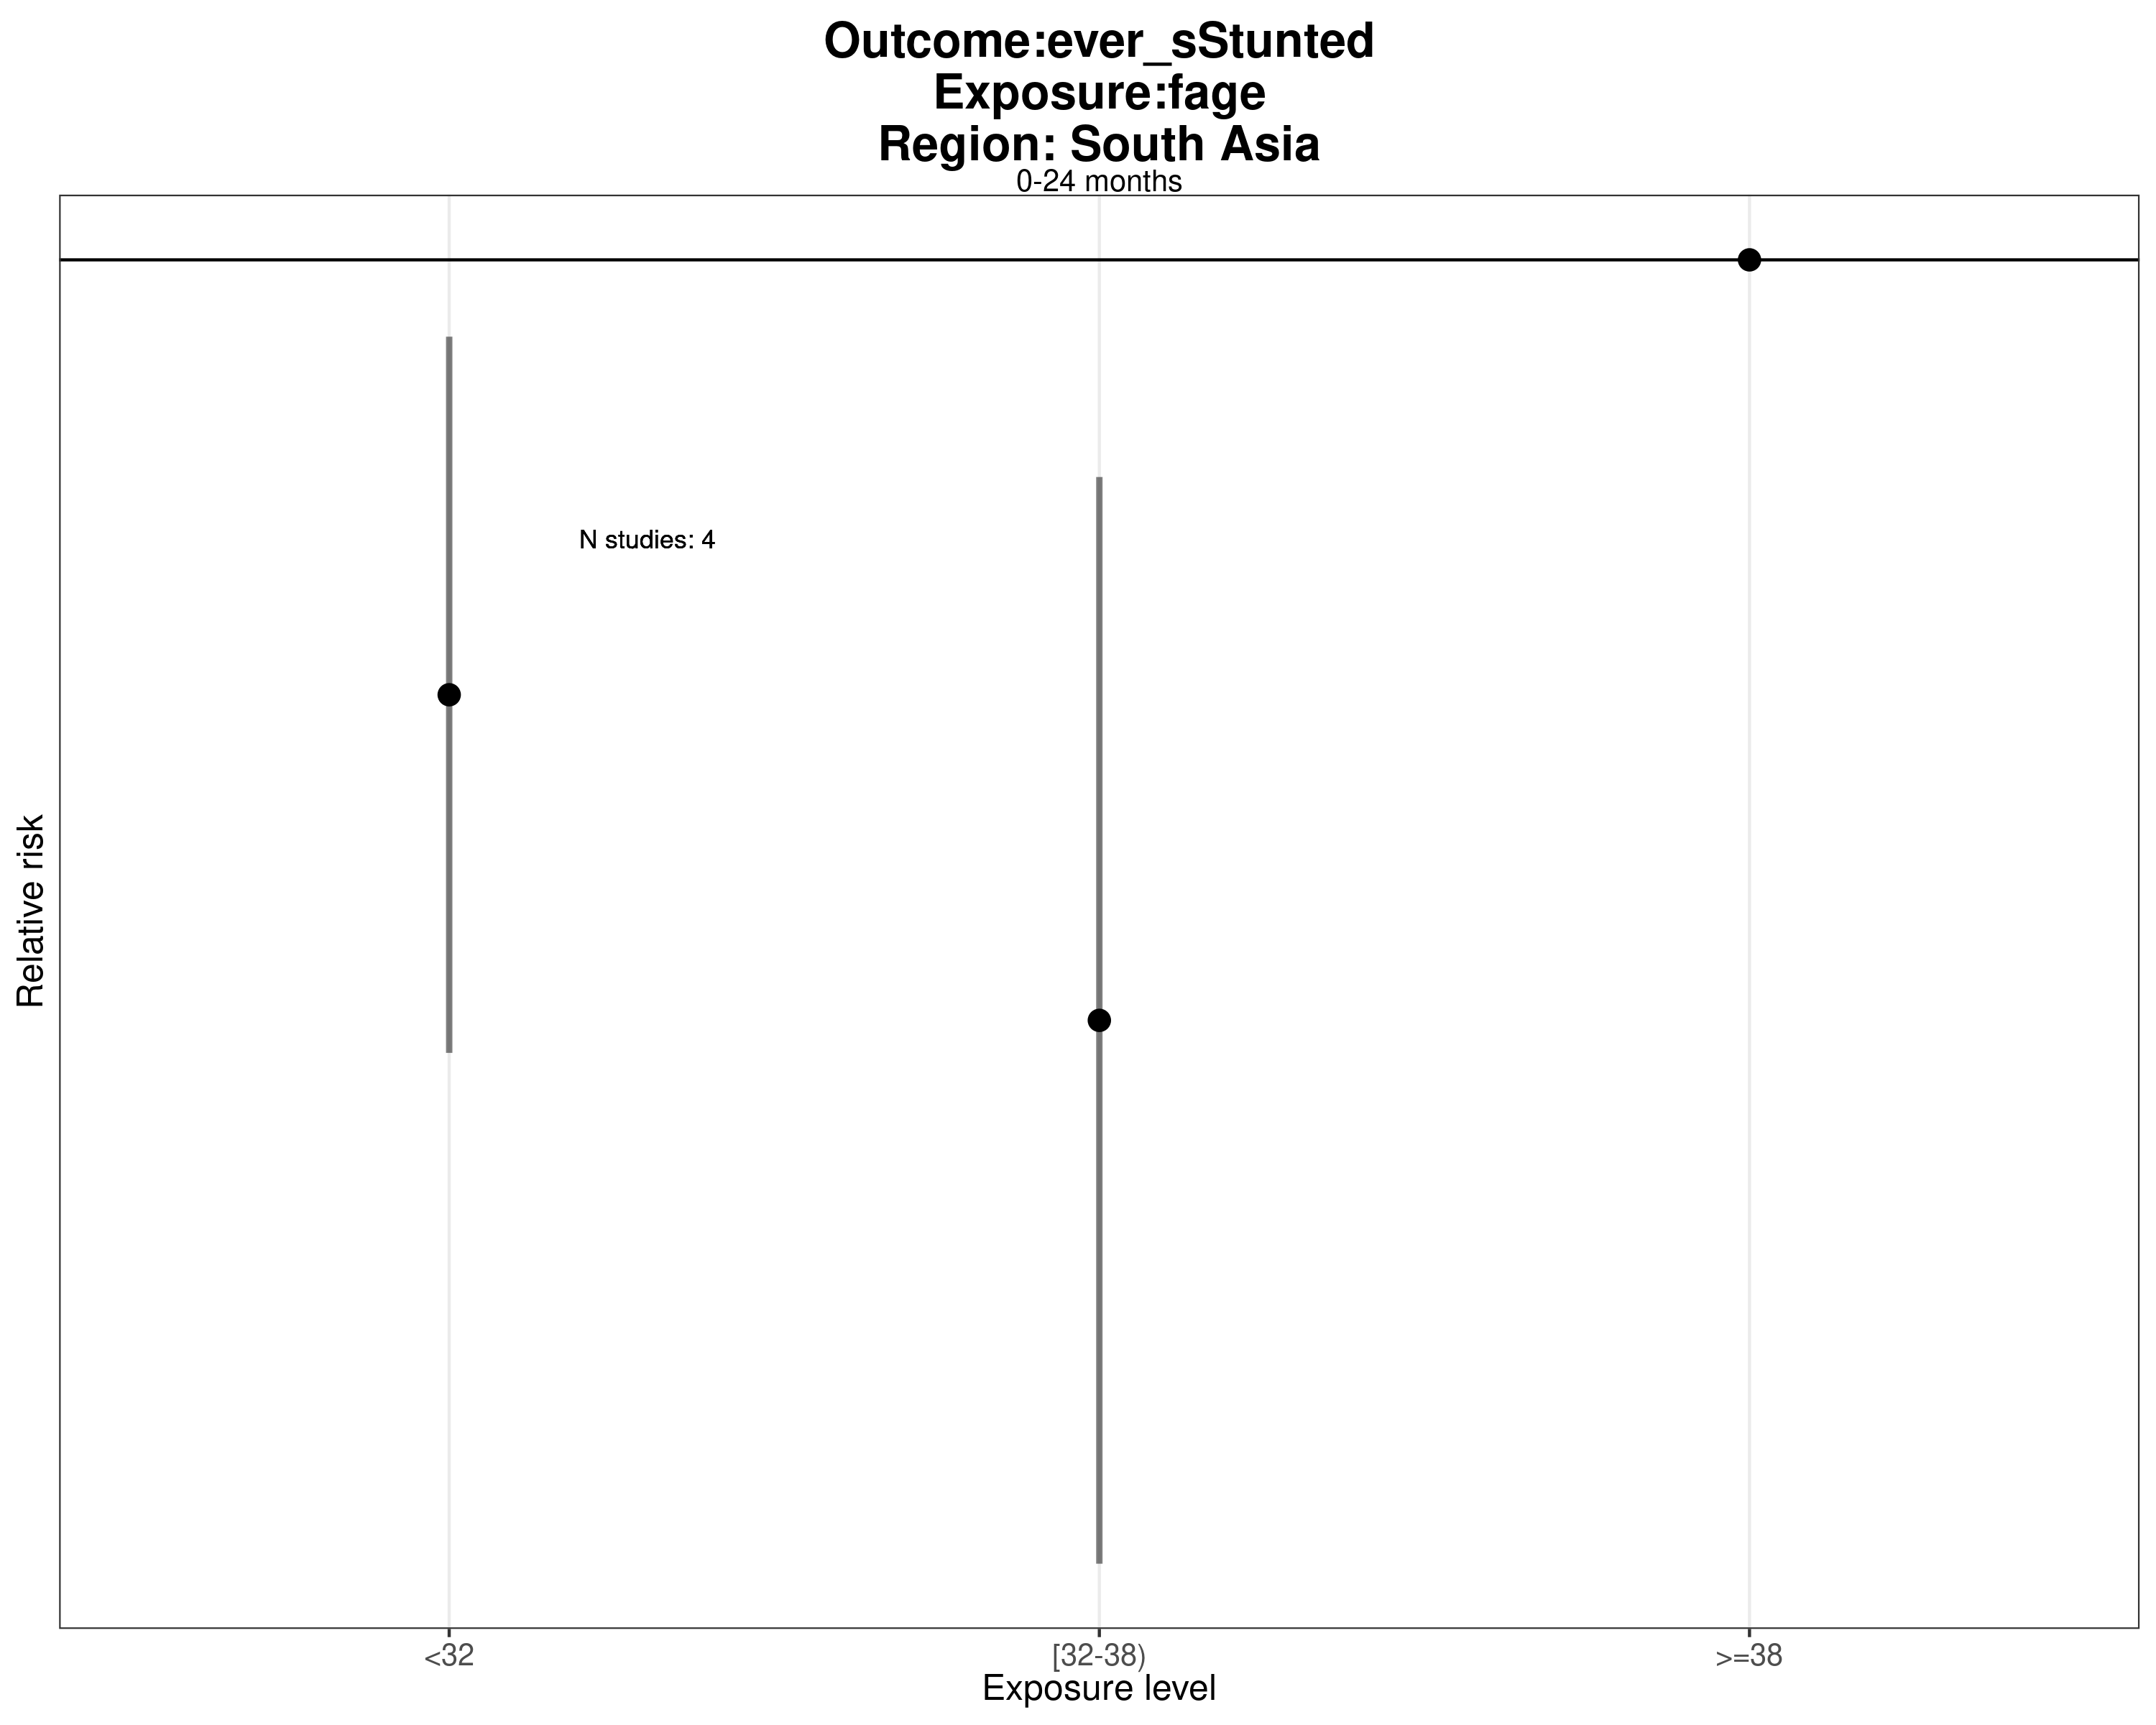 Outcome:ever_sStunted
Exposure:fage
Region: South Asia
0-24 months
N studies: 4
Relative risk
<32
[32-38)
>=38
Exposure level